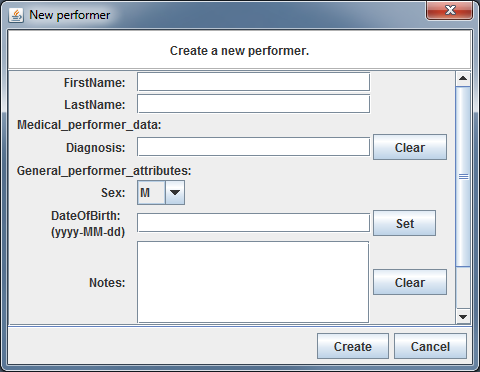 New performer
Create a new performer.
FirstName:
LastName:
Medical_performer_data:
Diagnosis:
Clear
General_performer_attributes:
Sex:
M
DateOfBirth:
(yyyy-MM-dd)
Set
Notes:
Clear
Create
Cancel